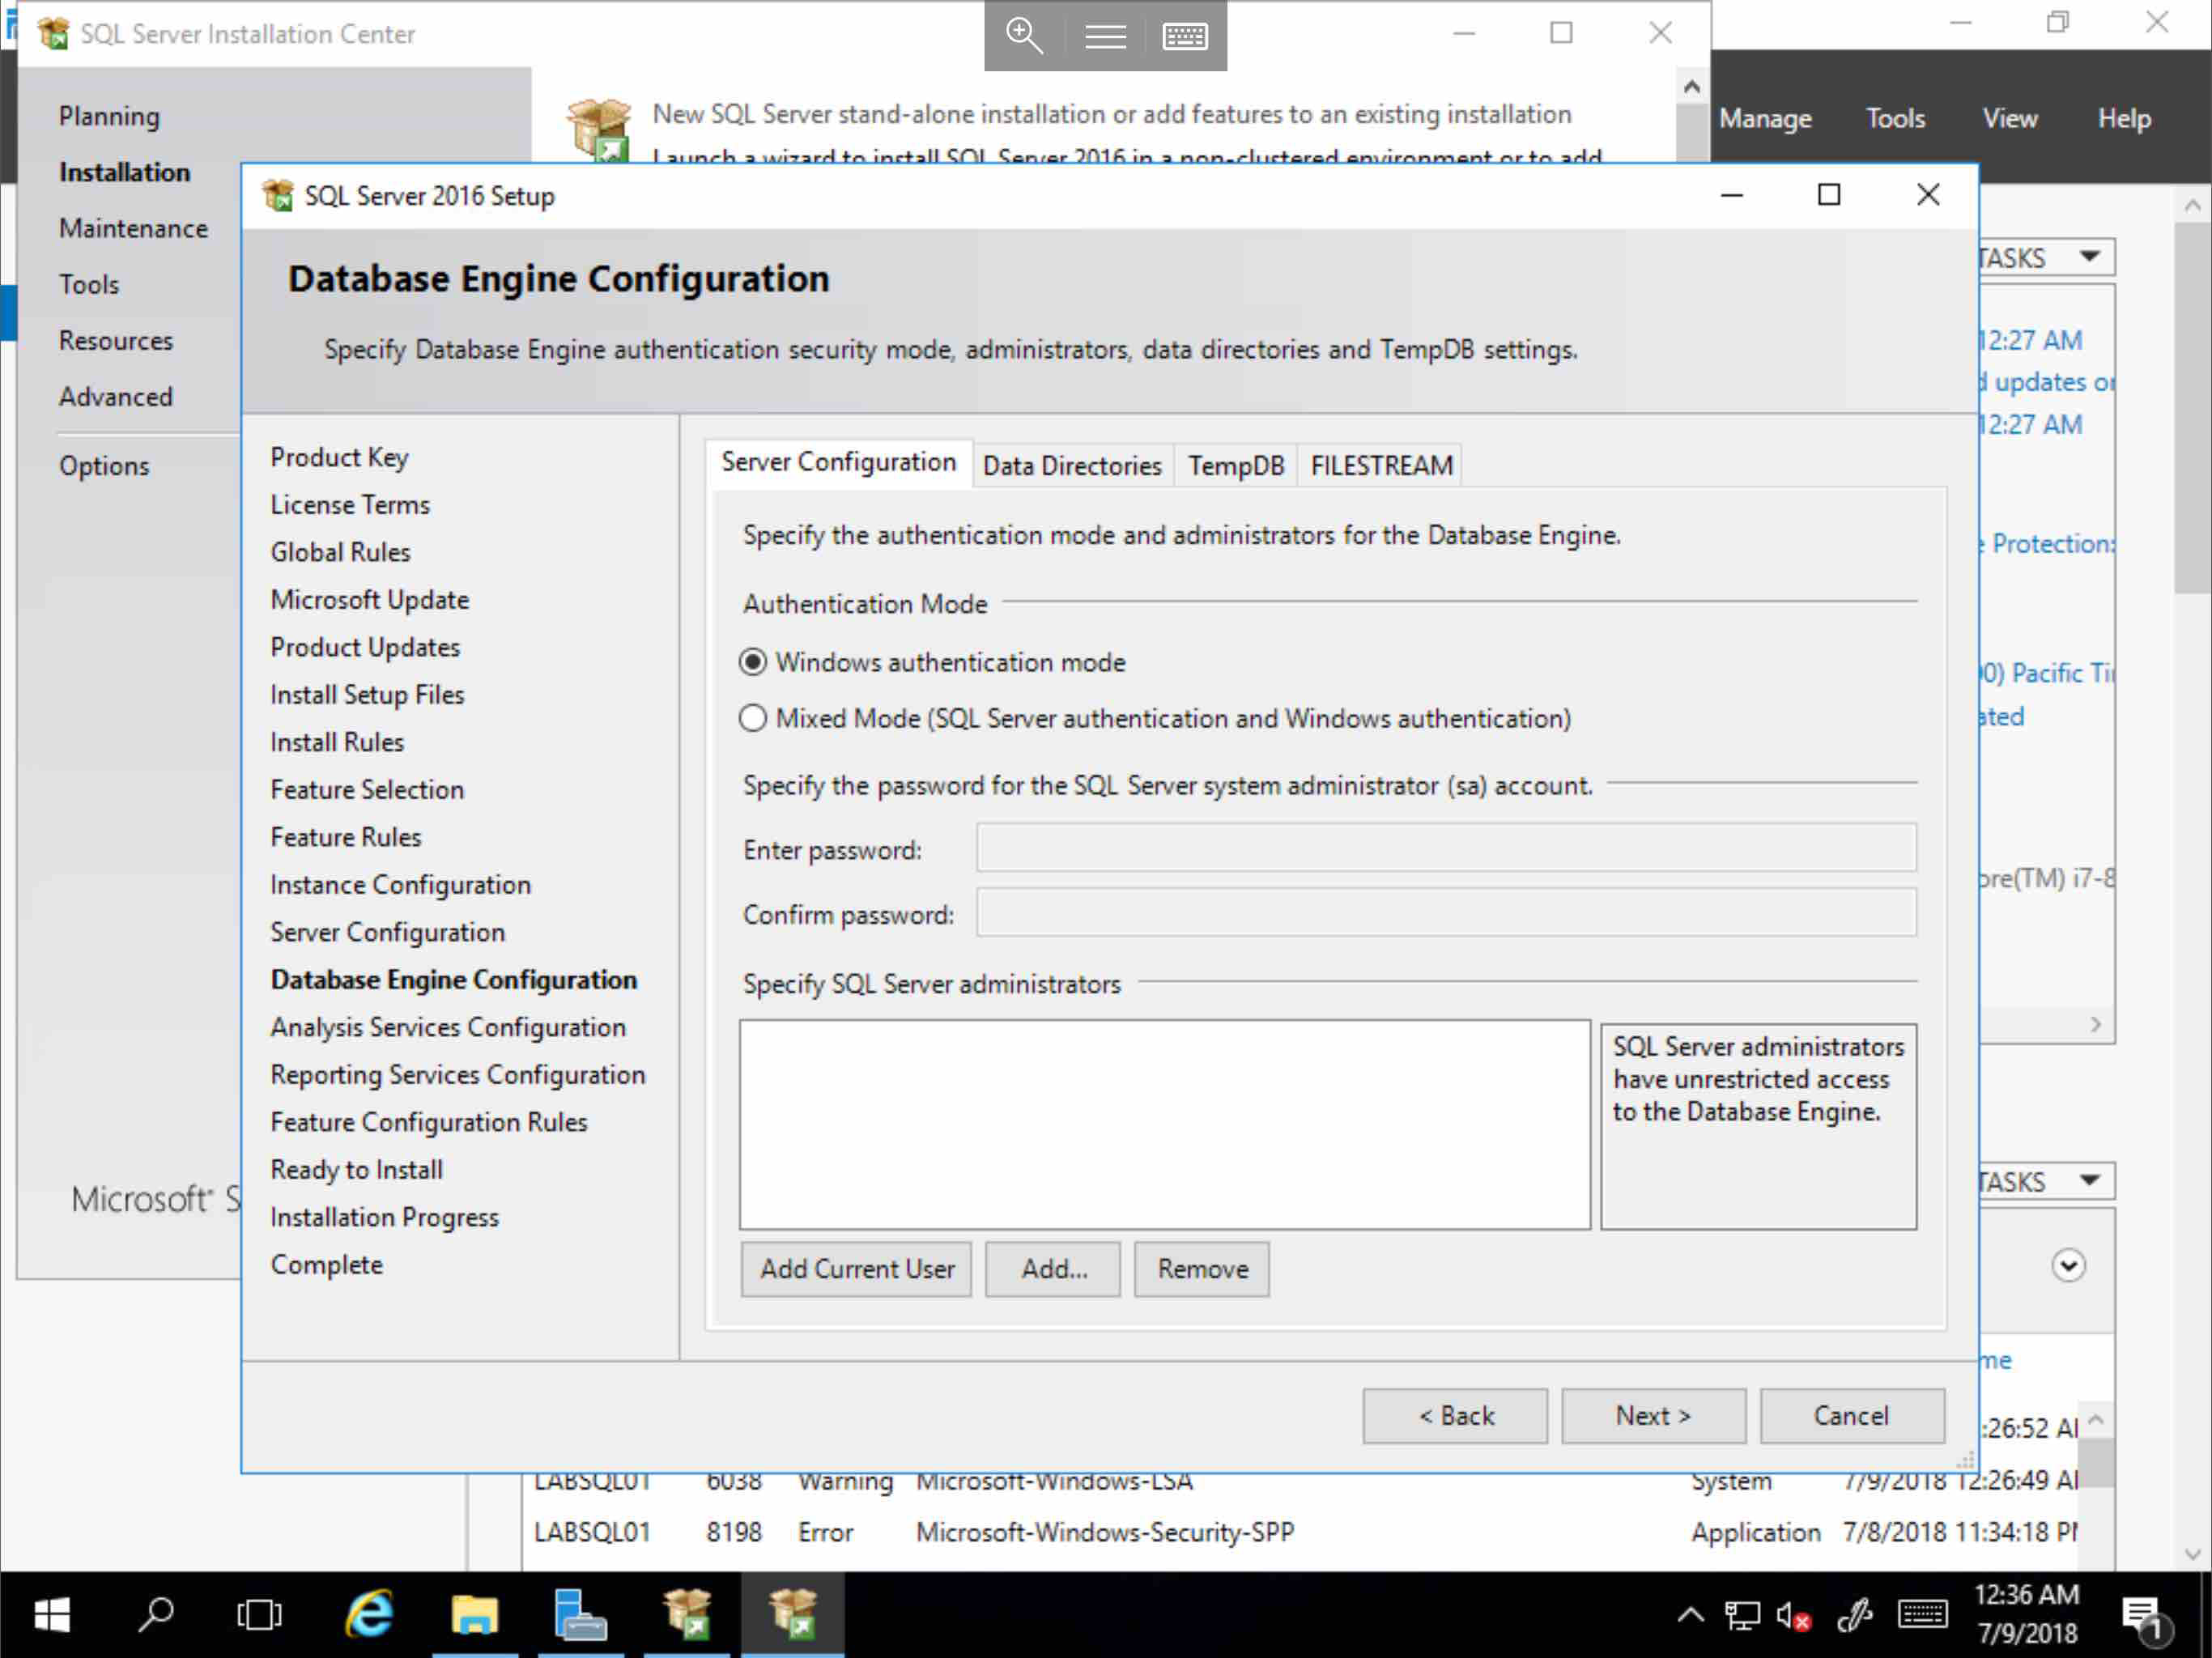 SQL Server Installation Center
New SQL Server stand-alone installation or add features to an existing installation
Launch a wizard to install SQL Server 2016 in a non-clustered environment or to add
Manage Tools View Help
Planning
Installation
Maintenance
Tools
Resources
Advanced
Options
Microsoft® S
SQL Server 2016 Setup
Database Engine Configuration
Specify Database Engine authentication security mode, administrators, data directories and TempDB settings.
Product Key
License Terms
Global Rules
Microsoft Update
Product Updates
Install Setup Files
Install Rules
Feature Selection
Feature Rules
Instance Configuration
Server Configuration
Database Engine Configuration
Analysis Services Configuration
Reporting Services Configuration
Feature Configuration Rules
Ready to Install
Installation Progress
Complete
Server Configuration Data Directories TempDB FILESTREAM
Specify the authentication mode and administrators for the Database Engine.
Authentication Mode
Windows authentication mode
Mixed Mode (SQL Server authentication and Windows authentication)
Specify the password for the SQL Server system administrator (sa) account.
Enter password:
Confirm password:
Specify SQL Server administrators
SQL Server administrators
have unrestricted access
to the Database Engine.
Add Current User Add... Remove
< Back Next > Cancel
TASKS
12:27 AM
d updates or
12:27 AM
e Protection:
00) Pacific Ti
ated
ore(TM) i7-8
TASKS
me
:26:52 A
LABSQL01 6038 Warning Microsoft-Windows-LSA System 7/9/2018 12:26:49 A
LABSQL01 8198 Error Microsoft-Windows-Security-SPP Application 7/8/2018 11:34:18 P
12:36 AM
7/9/2018
1